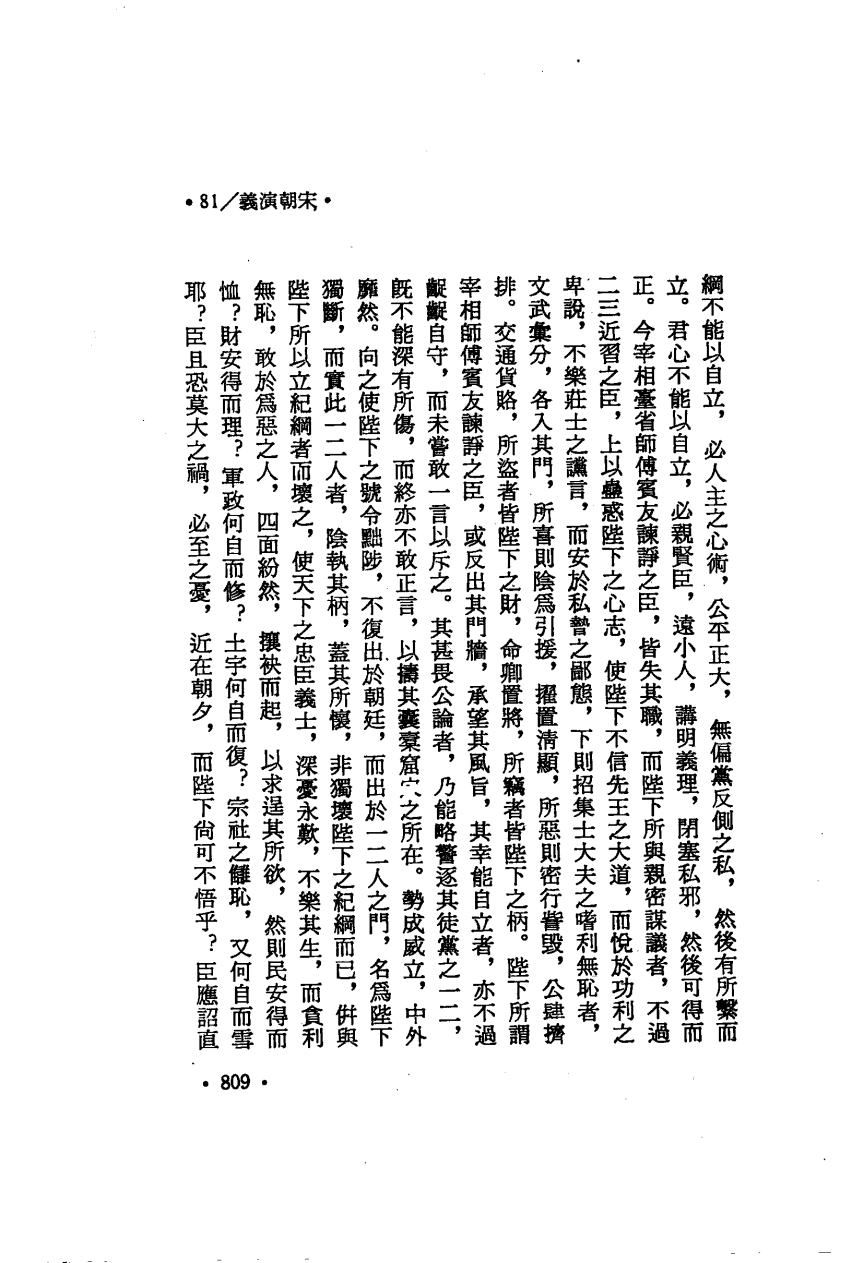 •81/義演朝宋•
綱不能以自立，必人主之心術，公平正大，無偏黨反側之私，然後有所繫而
立。君心不能以自立，必親賢臣，遠小人，講明義理，閉塞私邪，然後可得而
正。今宰相臺省師傅賓友諫諍之臣，皆失其職，而陛下所與親密謀議者，不過
二三近習之臣，上以蠱惑陛下之心志，使陛下不信先王之大道，而悅於功利之
卑說，不樂莊士之讜言，而安於私暬之鄙態，下則招集士大夫之嗜利無恥者，
文武彙分，各入其門，所喜則陰爲引援，擢置清顯，所惡則密行訾毀，公肆擠
排。交通貨賂，所盜者皆陛下之財，命卿置將，所竊者皆陛下之柄。陛下所謂
宰相師傅賓友諫諍之臣，或反出其門牆，承望其風旨，其幸能自立者，亦不過
齪齪自守，而未嘗敢一言以斥之。其甚畏公論者，乃能略警逐其徒黨之一二，
既不能深有所傷，而終亦不敢正言，以擣其囊橐窟穴之所在。勢成威立，中外
靡然。向之使陛下之號令黜陟，不復出於朝廷，而出於一二人之門，名爲陛下
獨斷，而實此一二人者，陰執其柄，蓋其所懷，非獨壞陛下之紀綱而已，併與
陛下所以立紀綱者而壞之，使天下之忠臣義士，深憂永歎，不樂其生，而貪利
無恥，敢於爲惡之人，四面紛然，攘袂而起，以求逞其所欲，然則民安得而
恤？財安得而理？軍政何自而修？土宇何自而復？宗社之讎恥，又何自而雪
耶？臣且恐莫大之禍，必至之憂，近在朝夕，而陛下尚可不悟乎？臣應詔直
•809•